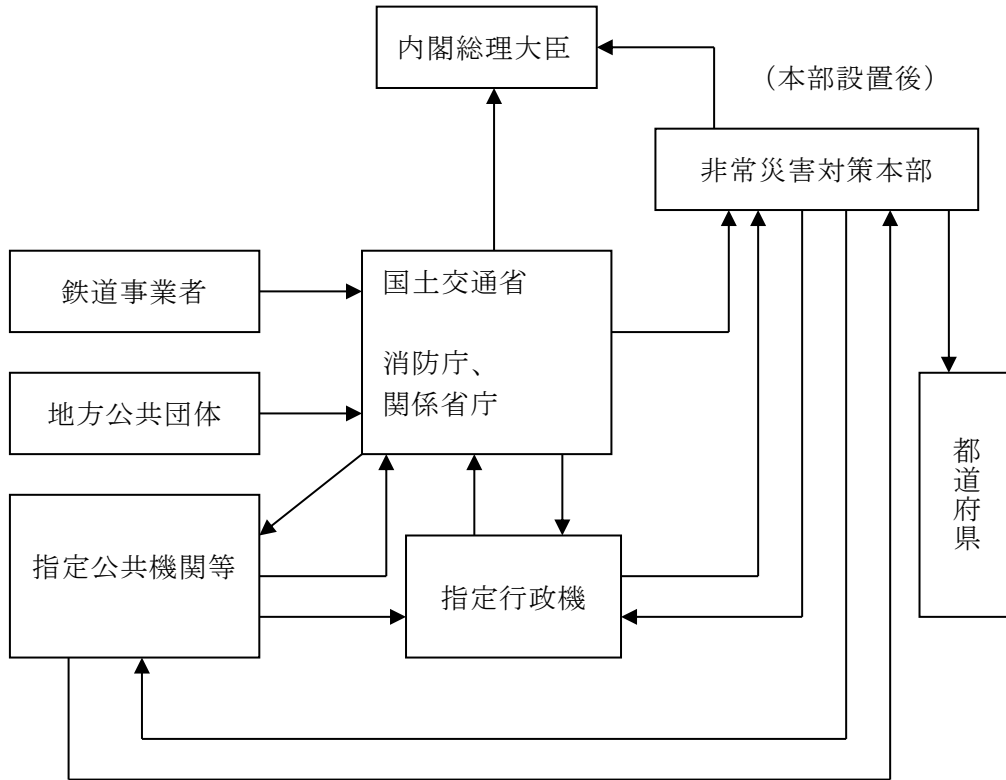 内閣総理大臣
（本部設置後）
非常災害対策本部
鉄道事業者
国土交通省
消防庁、
関係省庁
地方公共団体
都道府県
指定公共機関等
指定行政機